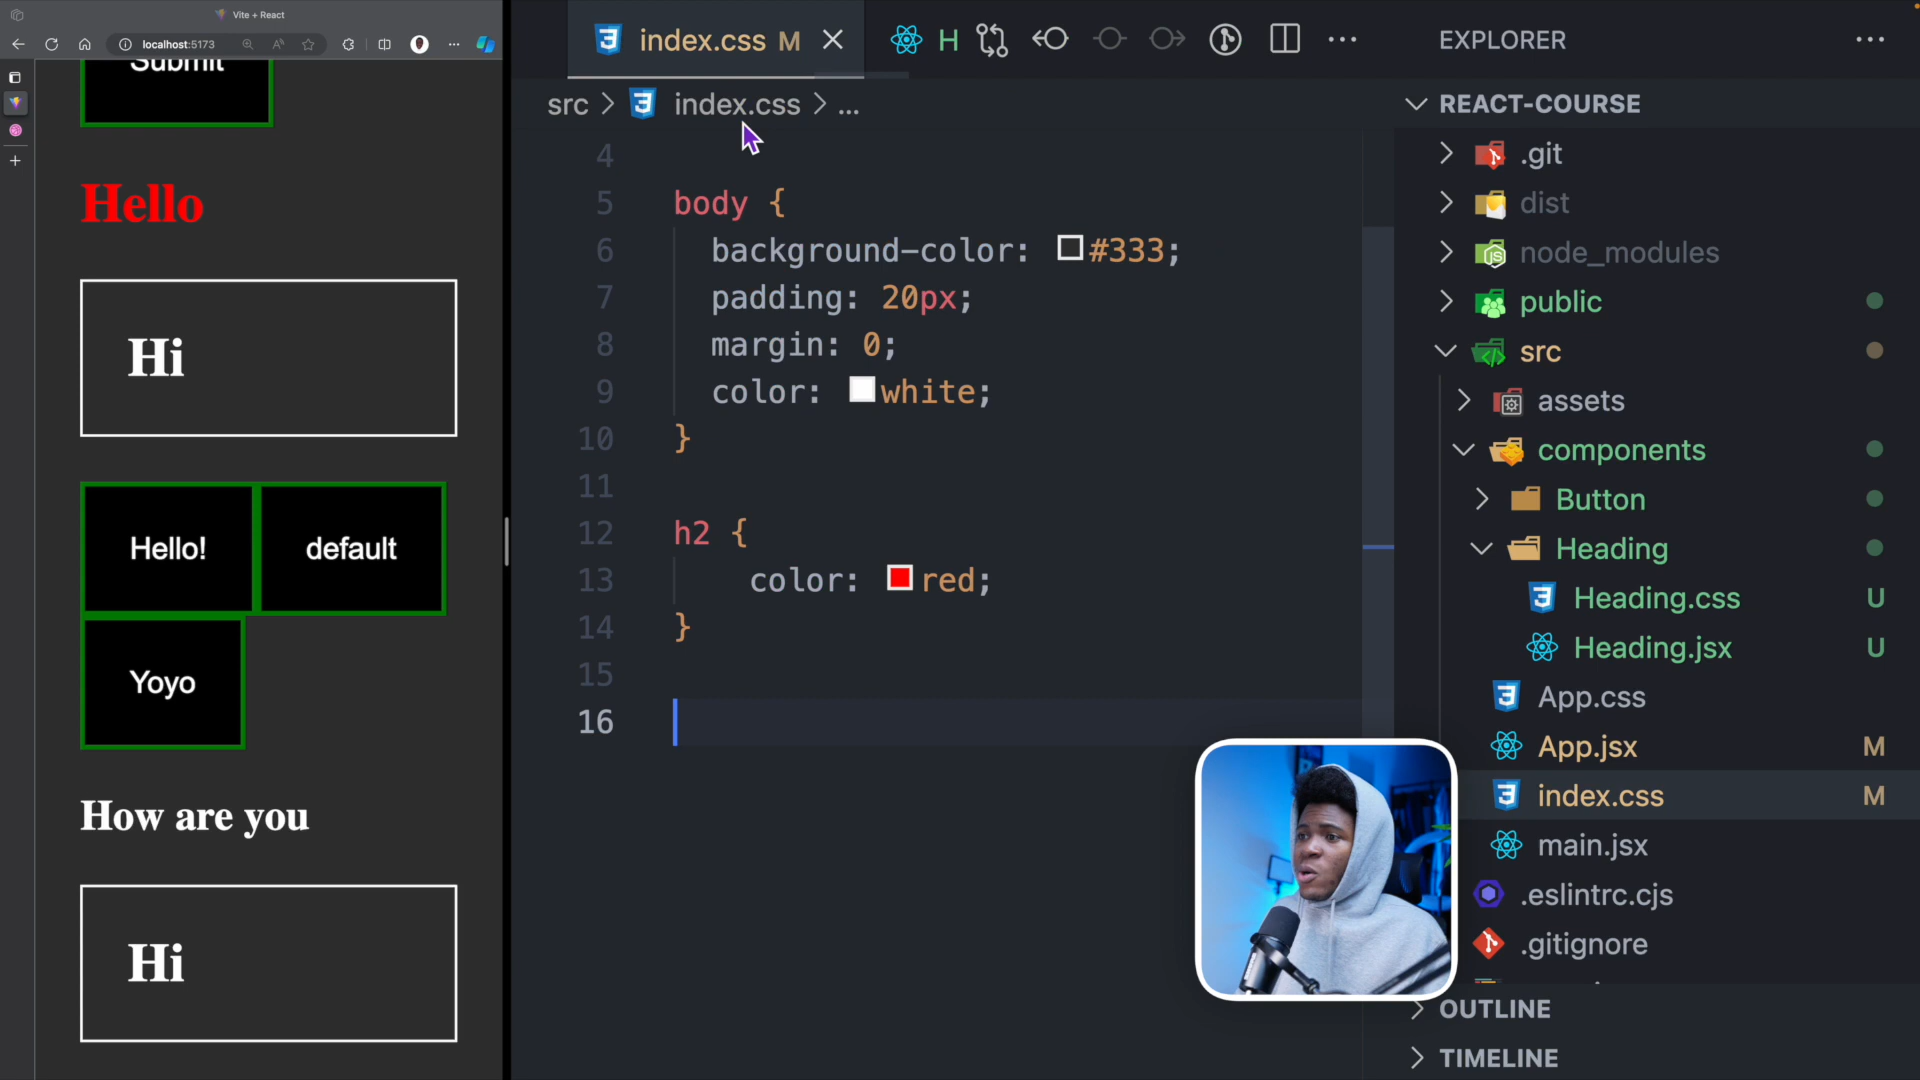 Vite + React
localhost:5173
Submit
Hello
Hi
Hello!
default
Yoyo
How are you
Hi
index.css M
H
src > index.css > ...
4
5 body {
6 background-color: #333;
7 padding: 20px;
8 margin: 0;
9 color: white;
10 }
11
12 h2 {
13 color: red;
14 }
15
16
EXPLORER
REACT-COURSE
.git
dist
node_modules
public
src
assets
components
Button
Heading
Heading.css U
Heading.jsx U
App.css
App.jsx M
index.css M
main.jsx
.eslintrc.cjs
.gitignore
OUTLINE
TIMELINE